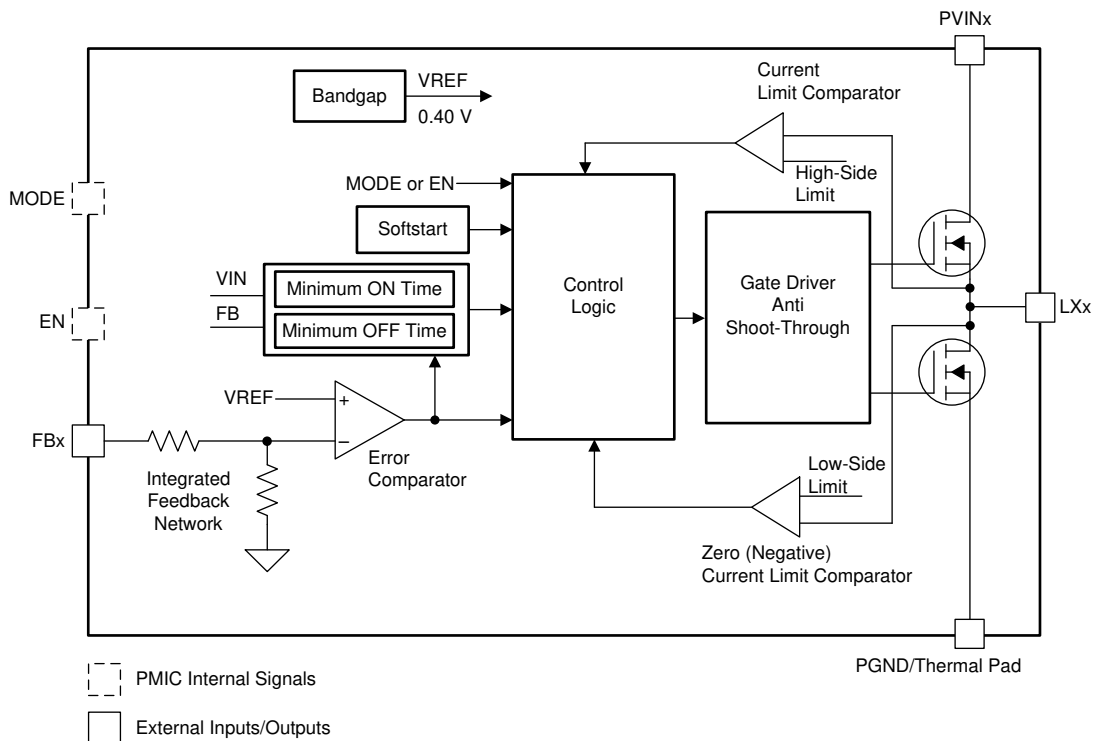 PVINx
Current
Limit Comparator
VREF
Bandgap
0.40 V
High-Side
Limit
MODE or EN
MODE
Softstart
VIN
Minimum ON Time
FB
Minimum OFF Time
EN
Control
Logic
Gate Driver
Anti
Shoot-Through
LXx
VREF
+
−
FBx
Error
Comparator
Integrated
Feedback
Network
Low-Side
Limit
Zero (Negative)
Current Limit Comparator
PGND/Thermal Pad
PMIC Internal Signals
External Inputs/Outputs